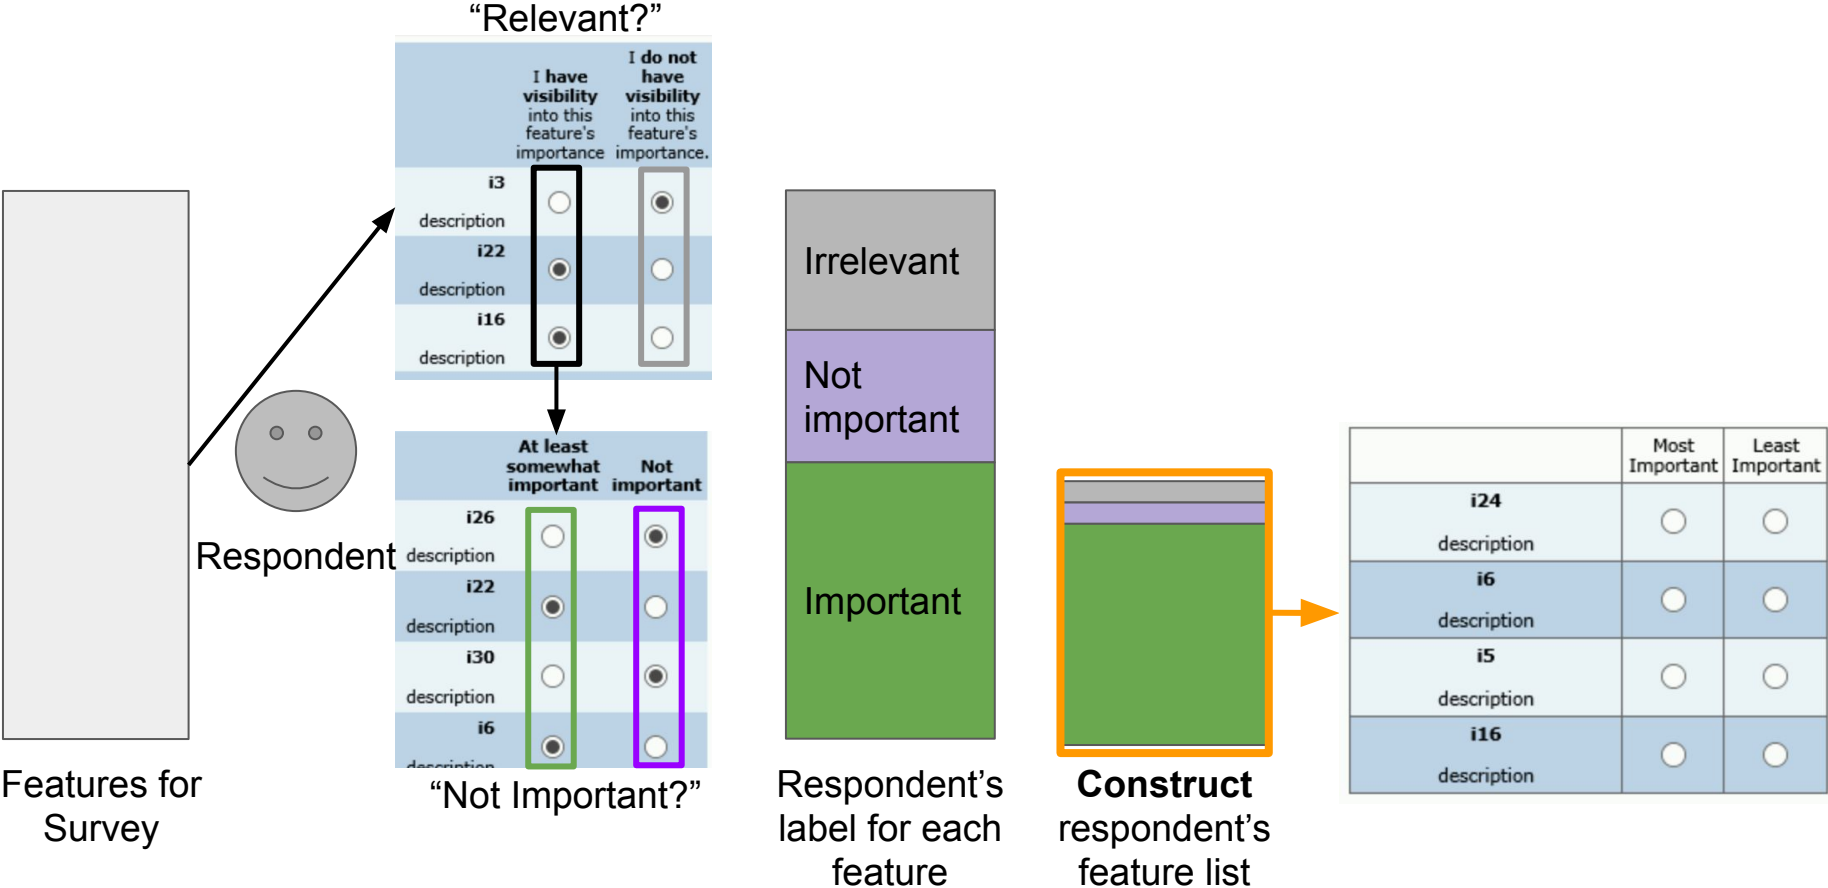 “Relevant?”
I have
visibility
into this
feature's
importance
I do not
have
visibility
into this
feature's
importance.
i3
description
i22
description
i16
description
Respondent
At least
somewhat
important
Not
important
i26
description
i22
description
i30
description
i6
description
“Not Important?”
Features for
Survey
Irrelevant
Not
important
Important
Respondent’s
label for each
feature
Construct
respondent’s
feature list
Most
Important
Least
Important
i24
description
i6
description
i5
description
i16
description